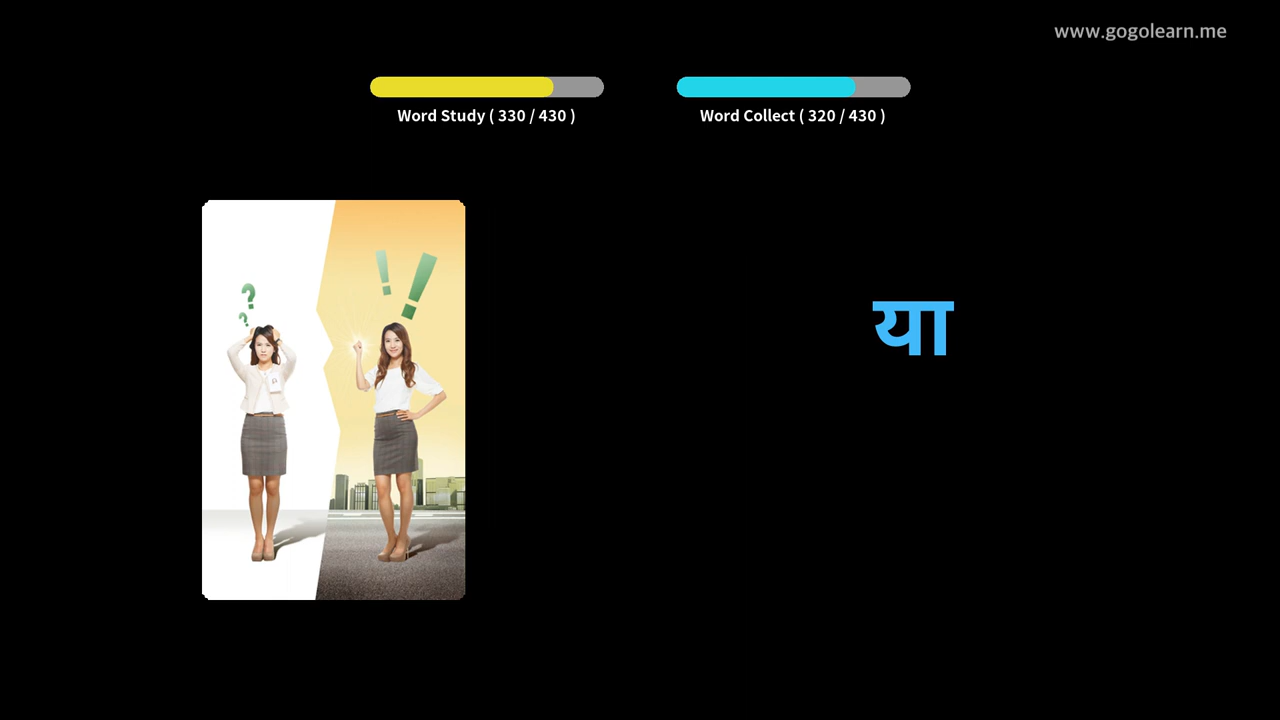 www.gogolearn.me
Word Study ( 330 / 430 )
Word Collect ( 320 / 430 )
? ?
! !
या